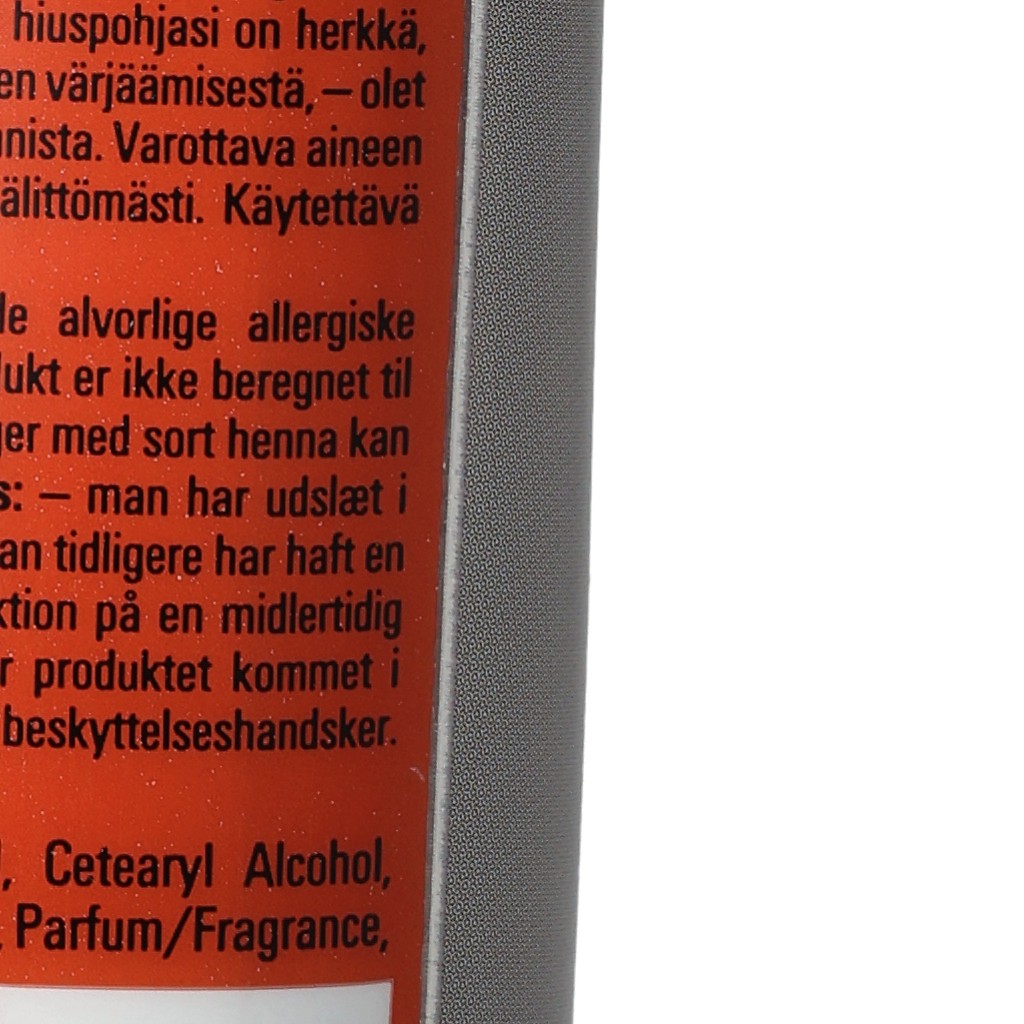 hiuspohjasi on herkkä,
en värjäämisestä, – olet
nista. Varottava aineen
älittömästi. Käytettävä
le alvorlige allergiske
ukt er ikke beregnet til
ger med sort henna kan
s: – man har udslæt i
an tidligere har haft en
ktion på en midlertidig
r produktet kommet i
beskyttelseshandsker.
, Cetearyl Alcohol,
Parfum/Fragrance,